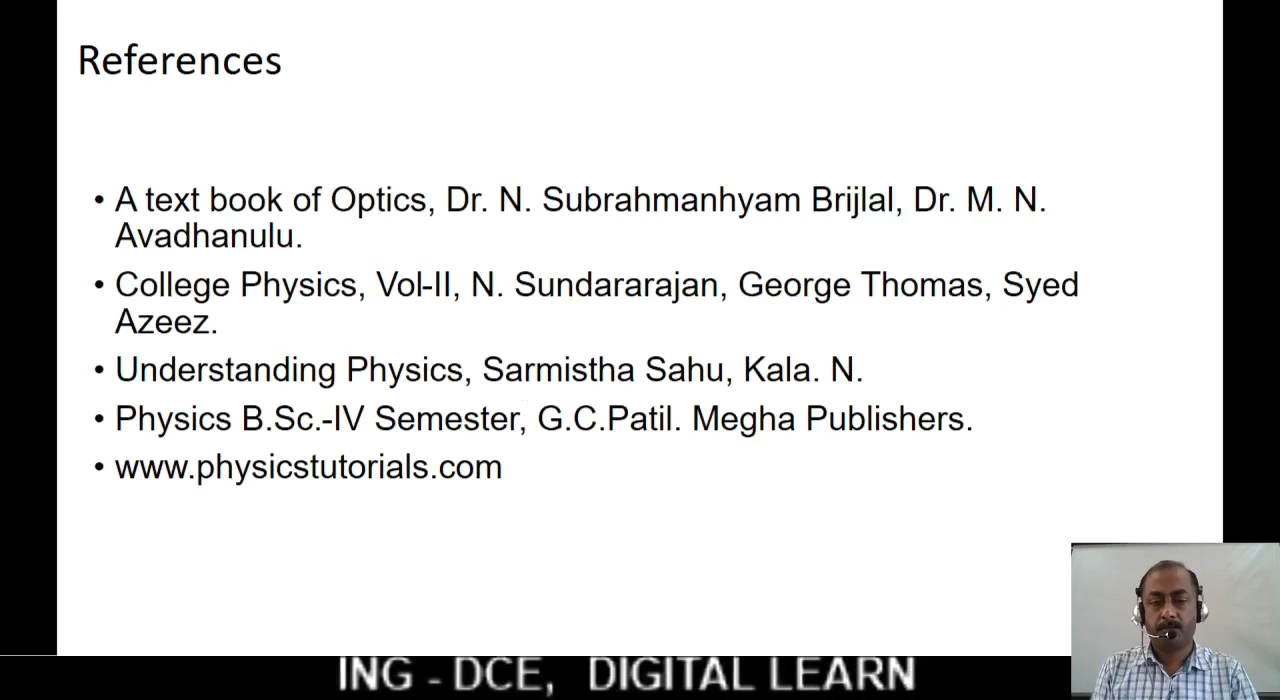 References
• A text book of Optics, Dr. N. Subrahmanhyam Brijlal, Dr. M. N.
Avadhanulu.
• College Physics, Vol-II, N. Sundararajan, George Thomas, Syed
Azeez.
• Understanding Physics, Sarmistha Sahu, Kala. N.
• Physics B.Sc.-IV Semester, G.C.Patil. Megha Publishers.
• www.physicstutorials.com
ING - DCE, DIGITAL LEARN